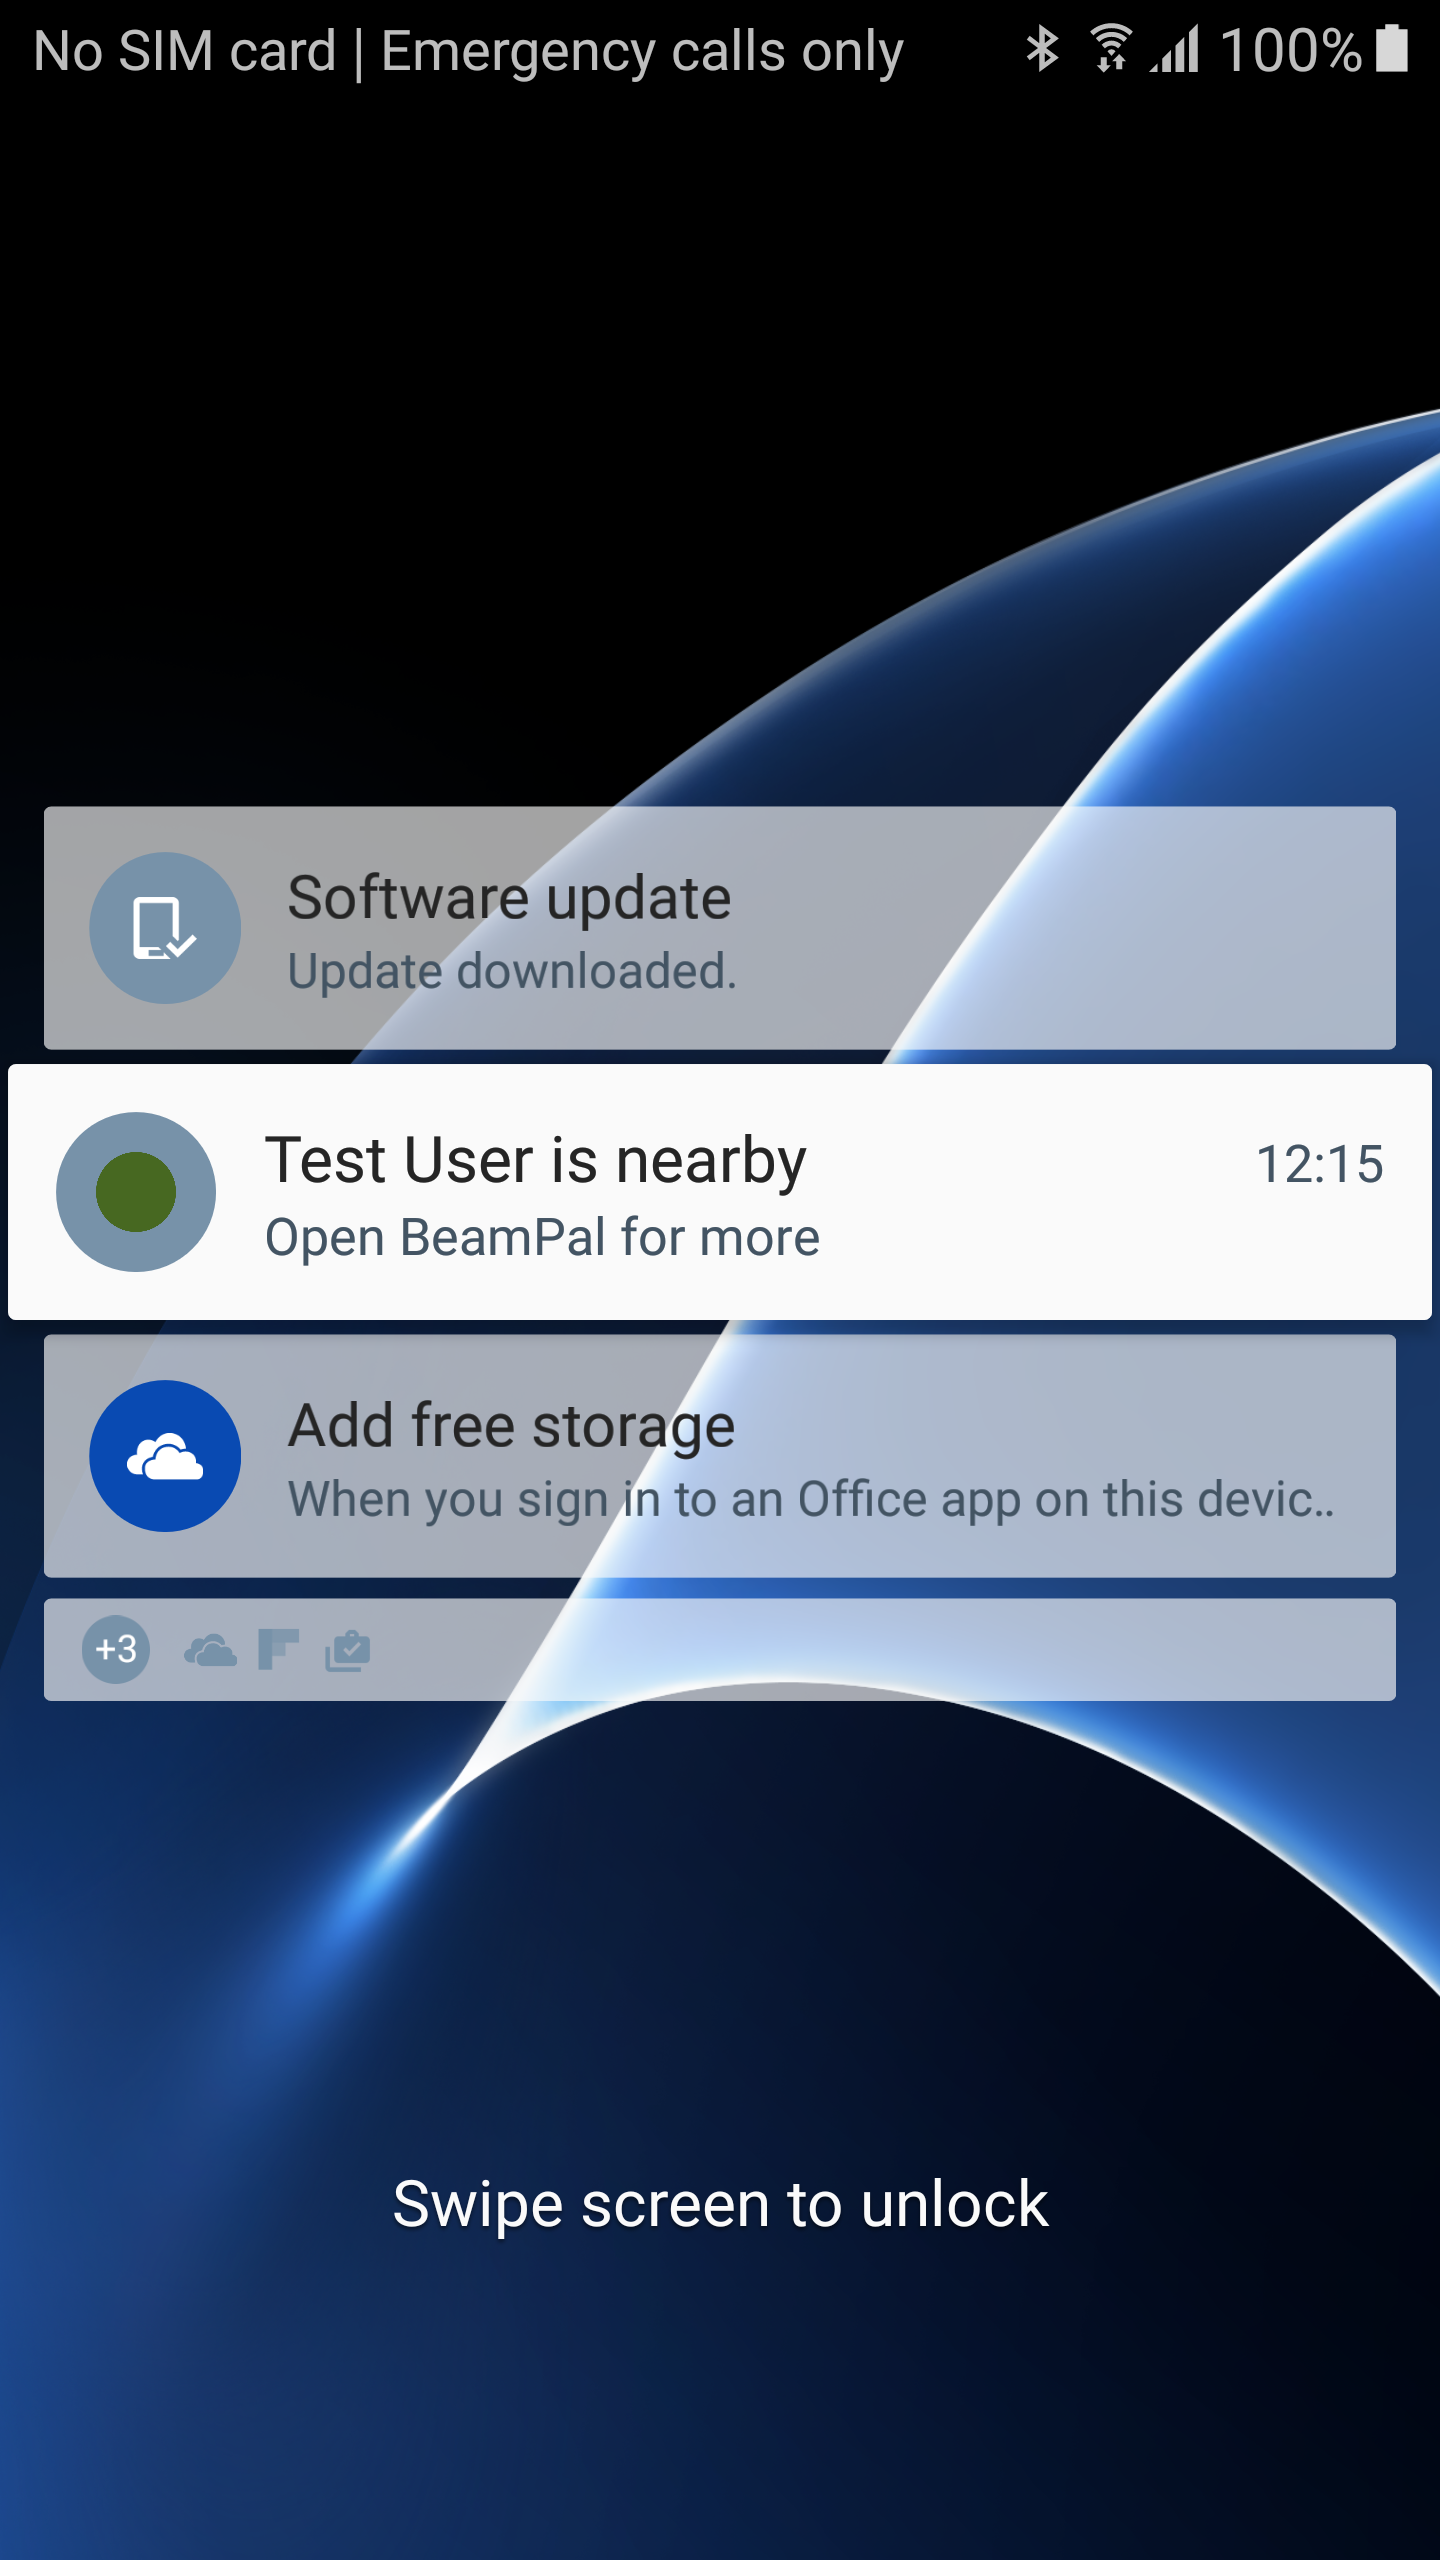 No SIM card | Emergency calls only 100%
Software update
Update downloaded.
Test User is nearby 12:15
Open BeamPal for more
Add free storage
When you sign in to an Office app on this devic..
+3
Swipe screen to unlock